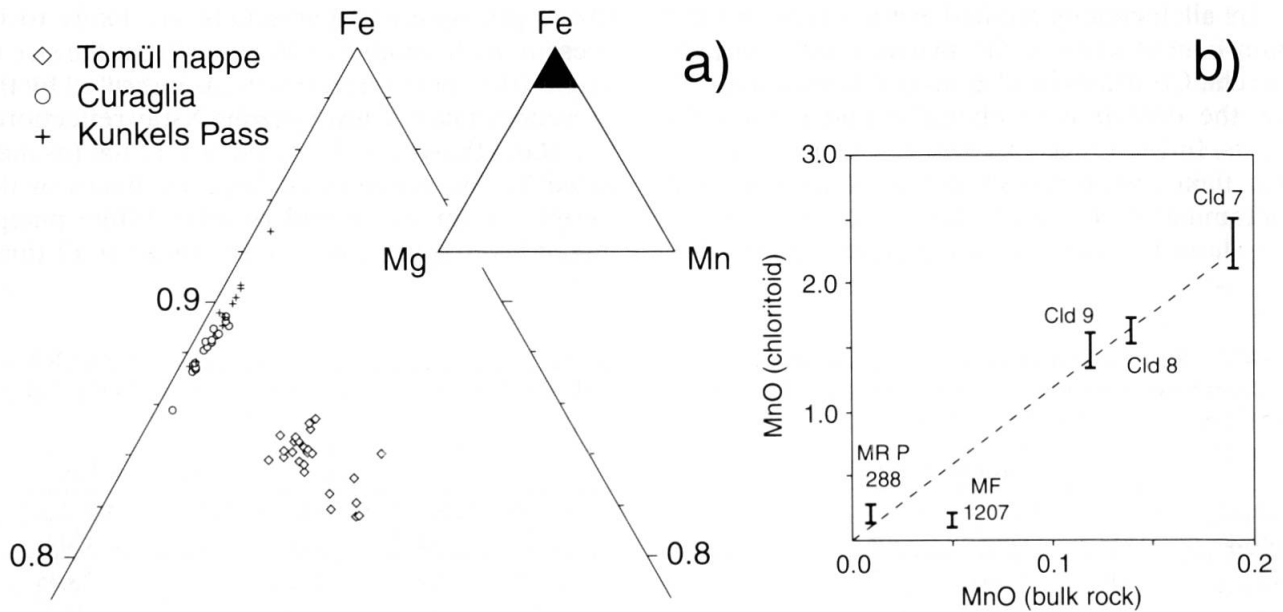 Tomül nappe
Curaglia
Kunkels Pass
Fe
Fe
a)
Mg
Mn
0.9
0.8
0.8
b)
3.0
2.0
1.0
MnO (chloritoid)
Cld 7
Cld 9
Cld 8
MR P
288
MF
1207
0.0
0.1
0.2
MnO (bulk rock)